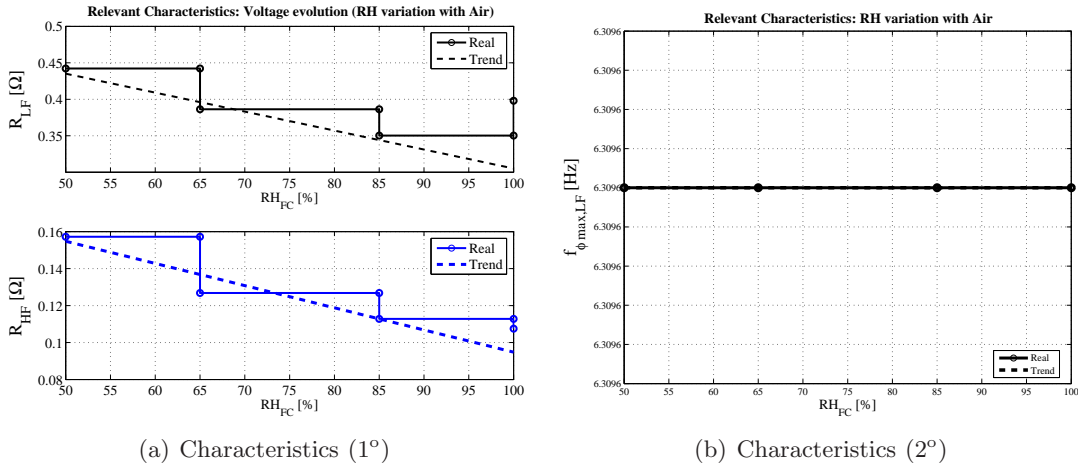 Relevant Characteristics: Voltage evolution (RH variation with Air)
0.5
0.45
0.4
0.35
R_LF [Ω]
Real
Trend
50 55 60 65 70 75 80 85 90 95 100
RH_FC [%]
0.16
0.14
0.12
0.1
0.08
R_HF [Ω]
Real
Trend
50 55 60 65 70 75 80 85 90 95 100
RH_FC [%]
(a) Characteristics (1º)
Relevant Characteristics: RH variation with Air
6.3096
6.3096
6.3096
6.3096
6.3096
6.3096
6.3096
6.3096
6.3096
6.3096
f_ϕ max,LF [Hz]
Real
Trend
50 55 60 65 70 75 80 85 90 95 100
RH_FC [%]
(b) Characteristics (2º)